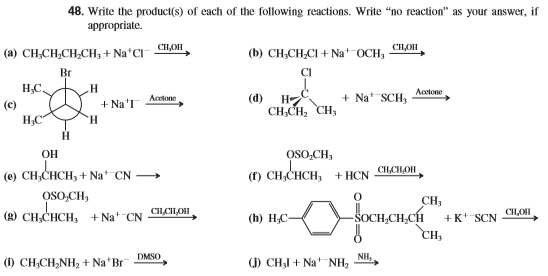 48. Write the product(s) of each of the following reactions. Write “no reaction” as your answer, if
appropriate.
(a) CH₃CH₂CH₂CH₃ + Na⁺Cl⁻ CH₃OH
(b) CH₃CH₂Cl + Na⁺⁻OCH₃ CH₃OH
(c) Br H₃C H H₃C H H + Na⁺I⁻ Acetone
(d) Cl H C CH₃CH₂ CH₃ + Na⁺⁻SCH₃ Acetone
(e) OH CH₃CHCH₃ + Na⁺⁻CN
(f) OSO₂CH₃ CH₃CHCH₃ + HCN CH₃CH₂OH
(g) OSO₂CH₃ CH₃CHCH₃ + Na⁺⁻CN CH₃CH₂OH
(h) H₃C O SOCH₂CH₂CH O CH₃ CH₃ + K⁺⁻SCN CH₃OH
(i) CH₃CH₂NH₂ + Na⁺Br⁻ DMSO
(j) CH₃I + Na⁺⁻NH₂ NH₃